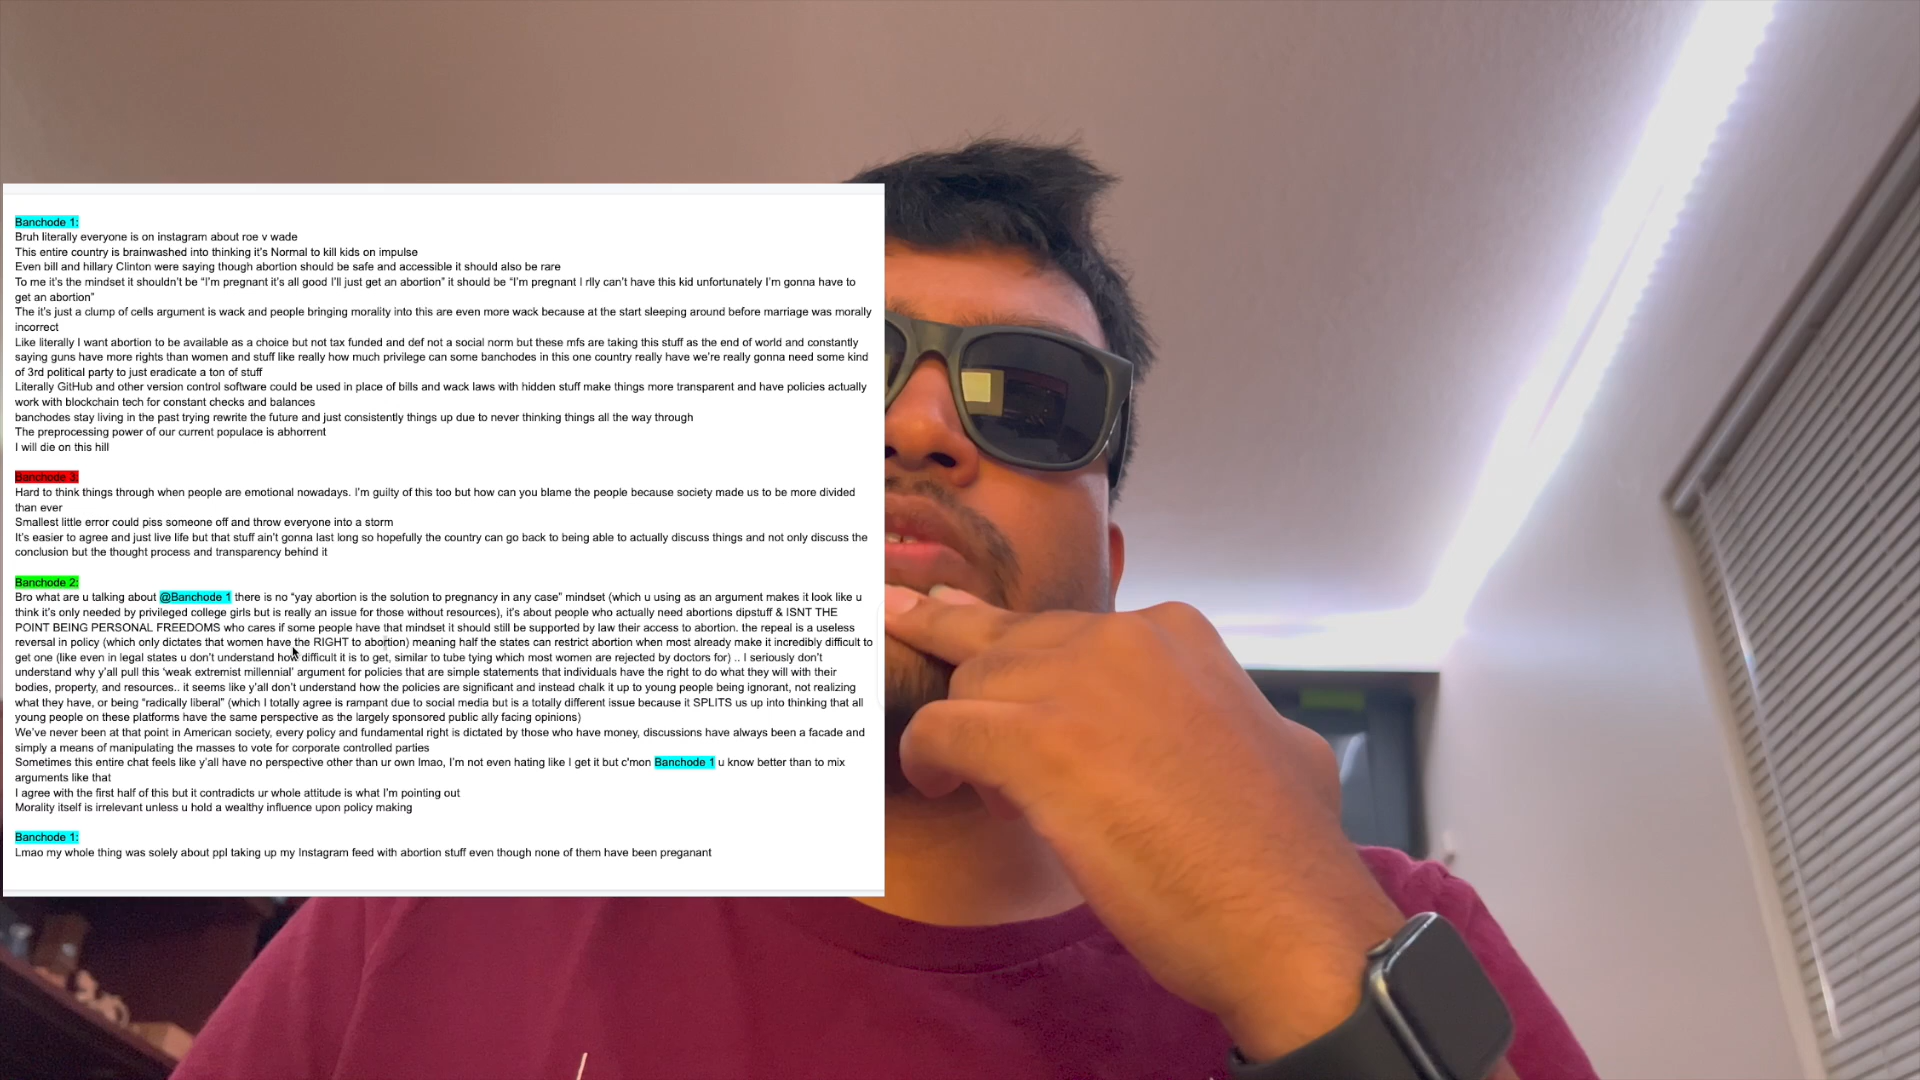 Banchode 1:
Bruh literally everyone is on instagram about roe v wade
This entire country is brainwashed into thinking it's Normal to kill kids on impulse
Even bill and hillary Clinton were saying though abortion should be safe and accessible it should also be rare
To me it's the mindset it shouldn't be “I'm pregnant it's all good I'll just get an abortion” it should be “I'm pregnant I rlly can't have this kid unfortunately I'm gonna have to
get an abortion”
The it's just a clump of cells argument is wack and people bringing morality into this are even more wack because at the start sleeping around before marriage was morally
incorrect
Like literally I want abortion to be available as a choice but not tax funded and def not a social norm but these mfs are taking this stuff as the end of world and constantly
saying guns have more rights than women and stuff like really how much privilege can some banchodes in this one country really have we're really gonna need some kind
of 3rd political party to just eradicate a ton of stuff
Literally GitHub and other version control software could be used in place of bills and wack laws with hidden stuff make things more transparent and have policies actually
work with blockchain tech for constant checks and balances
banchodes stay living in the past trying rewrite the future and just consistently things up due to never thinking things all the way through
The preprocessing power of our current populace is abhorrent
I will die on this hill
Banchode 3:
Hard to think things through when people are emotional nowadays. I'm guilty of this too but how can you blame the people because society made us to be more divided
than ever
Smallest little error could piss someone off and throw everyone into a storm
It's easier to agree and just live life but that stuff ain't gonna last long so hopefully the country can go back to being able to actually discuss things and not only discuss the
conclusion but the thought process and transparency behind it
Banchode 2:
Bro what are u talking about @Banchode 1 there is no “yay abortion is the solution to pregnancy in any case” mindset (which u using as an argument makes it look like u
think it's only needed by privileged college girls but is really an issue for those without resources), it's about people who actually need abortions dipstuff & ISNT THE
POINT BEING PERSONAL FREEDOMS who cares if some people have that mindset it should still be supported by law their access to abortion. the repeal is a useless
reversal in policy (which only dictates that women have the RIGHT to abortion) meaning half the states can restrict abortion when most already make it incredibly difficult to
get one (like even in legal states u don't understand how difficult it is to get, similar to tube tying which most women are rejected by doctors for) .. I seriously don't
understand why y'all pull this ‘weak extremist millennial’ argument for policies that are simple statements that individuals have the right to do what they will with their
bodies, property, and resources.. it seems like y'all don't understand how the policies are significant and instead chalk it up to young people being ignorant, not realizing
what they have, or being “radically liberal” (which I totally agree is rampant due to social media but is a totally different issue because it SPLITS us up into thinking that all
young people on these platforms have the same perspective as the largely sponsored public ally facing opinions)
We've never been at that point in American society, every policy and fundamental right is dictated by those who have money, discussions have always been a facade and
simply a means of manipulating the masses to vote for corporate controlled parties
Sometimes this entire chat feels like y'all have no perspective other than ur own lmao, I'm not even hating like I get it but c'mon Banchode 1 u know better than to mix
arguments like that
I agree with the first half of this but it contradicts ur whole attitude is what I'm pointing out
Morality itself is irrelevant unless u hold a wealthy influence upon policy making
Banchode 1:
Lmao my whole thing was solely about ppl taking up my Instagram feed with abortion stuff even though none of them have been preganant